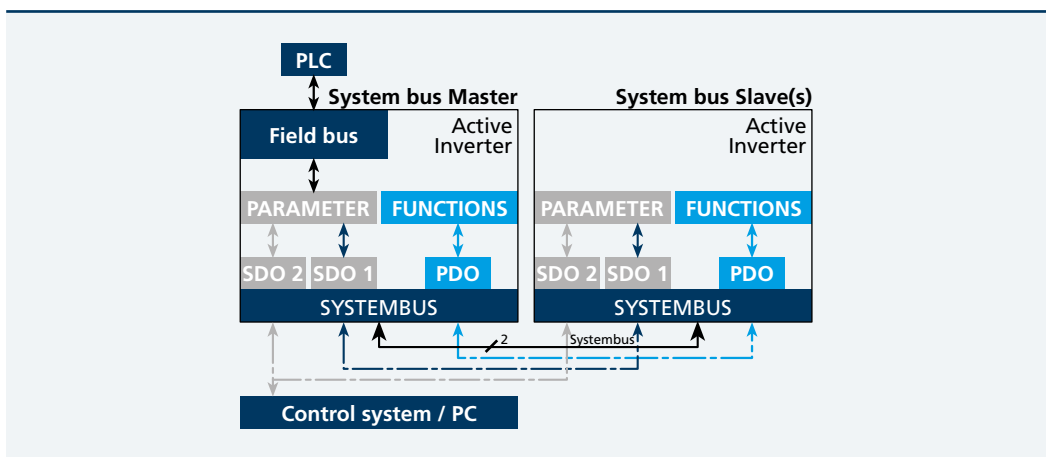 PLC
System bus Master
System bus Slave(s)
Field bus
Active
Inverter
Active
Inverter
PARAMETER
FUNCTIONS
PARAMETER
FUNCTIONS
SDO 2
SDO 1
PDO
SDO 2
SDO 1
PDO
SYSTEMBUS
SYSTEMBUS
2
Systembus
Control system / PC